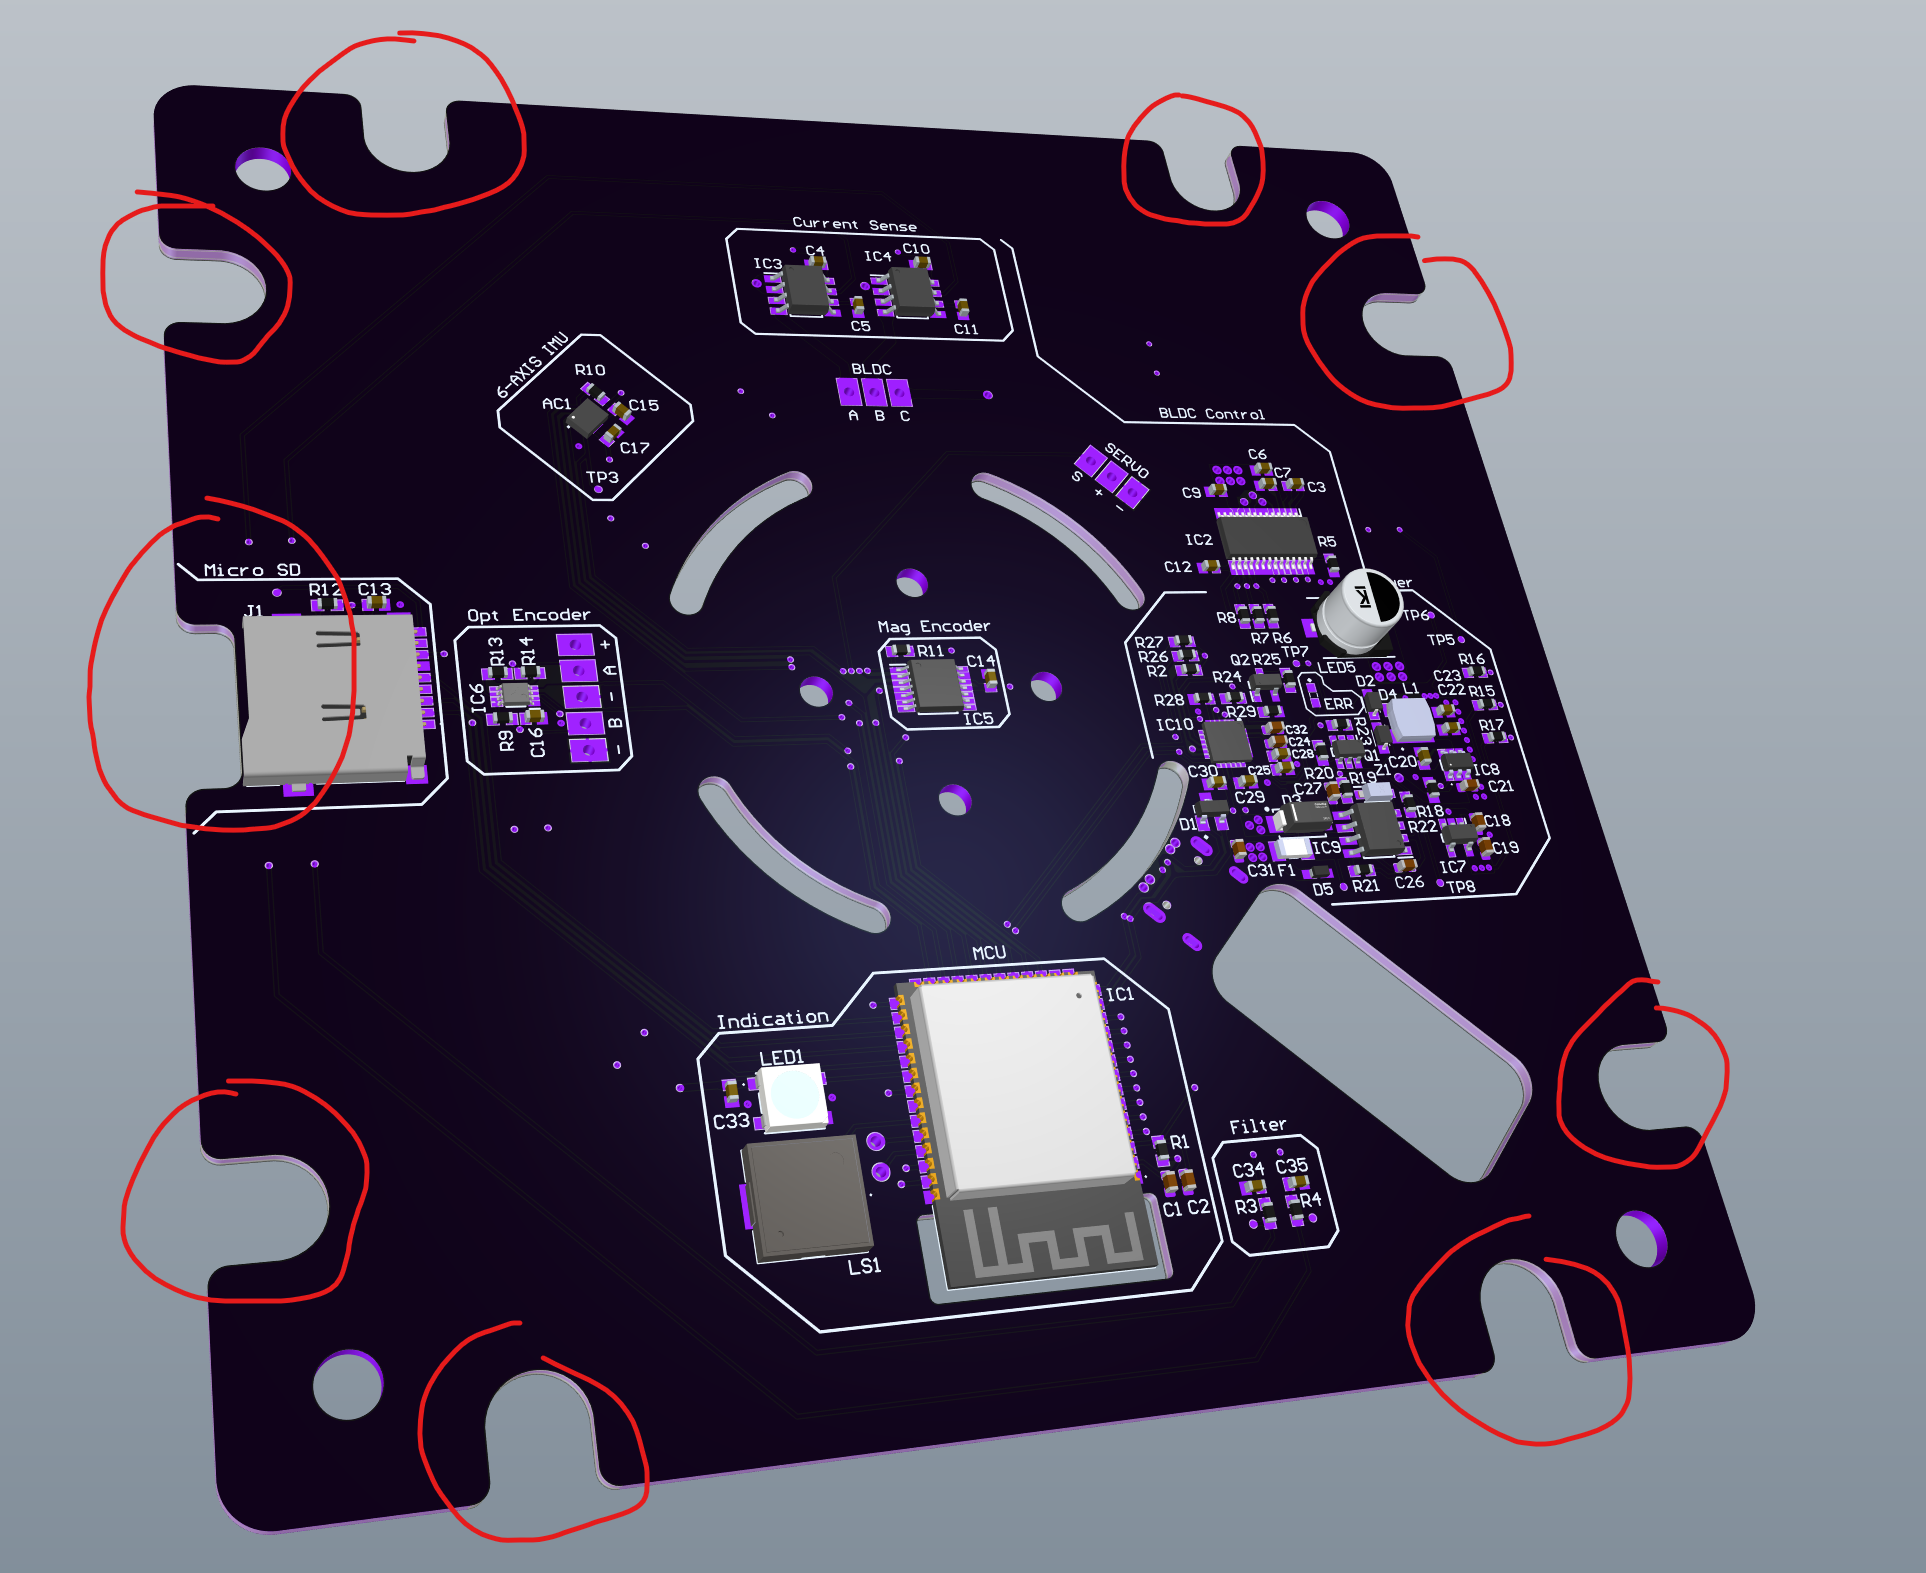 Current Sense
IC3
C4
IC4
C10
C5
C11
6-AXIS IMU
R10
AC1
C15
C17
TP3
BLDC
A B C
BLDC Control
SERVO
S + -
C6
C7
C9
C3
IC2
R5
C12
Micro SD
R12 C13
J1
Opt Encoder
R13
R14
IC6
R9
C16
+
A
-
B
-
Mag Encoder
R11
C14
IC5
R8
R7 R6
TP6
TP5
R27
R26
R2
Q2 R25
TP7
LED5
R16
R24
D2
D4
L1
C23
C22
R15
R28
R29
ERR
R17
IC10
C32
C24
C28
R23
Q1
C20
IC8
C30
C25
R20
R19
Z1
C21
C29
C27
D3
R18
D1
R22
C18
C19
IC9
C31
F1
IC7
D5
R21
C26
TP8
MCU
IC1
Indication
LED1
C33
LS1
R1
C1 C2
Filter
C34 C35
R3
R4